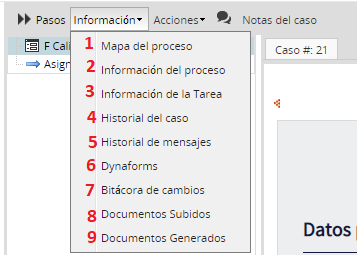 Pasos Información Acciones Notas del caso
F Cali
Asign
1 Mapa del proceso
2 Información del proceso
3 Información de la Tarea
4 Historial del caso
5 Historial de mensajes
6 Dynaforms
7 Bitácora de cambios
8 Documentos Subidos
9 Documentos Generados
Caso #: 21
Datos